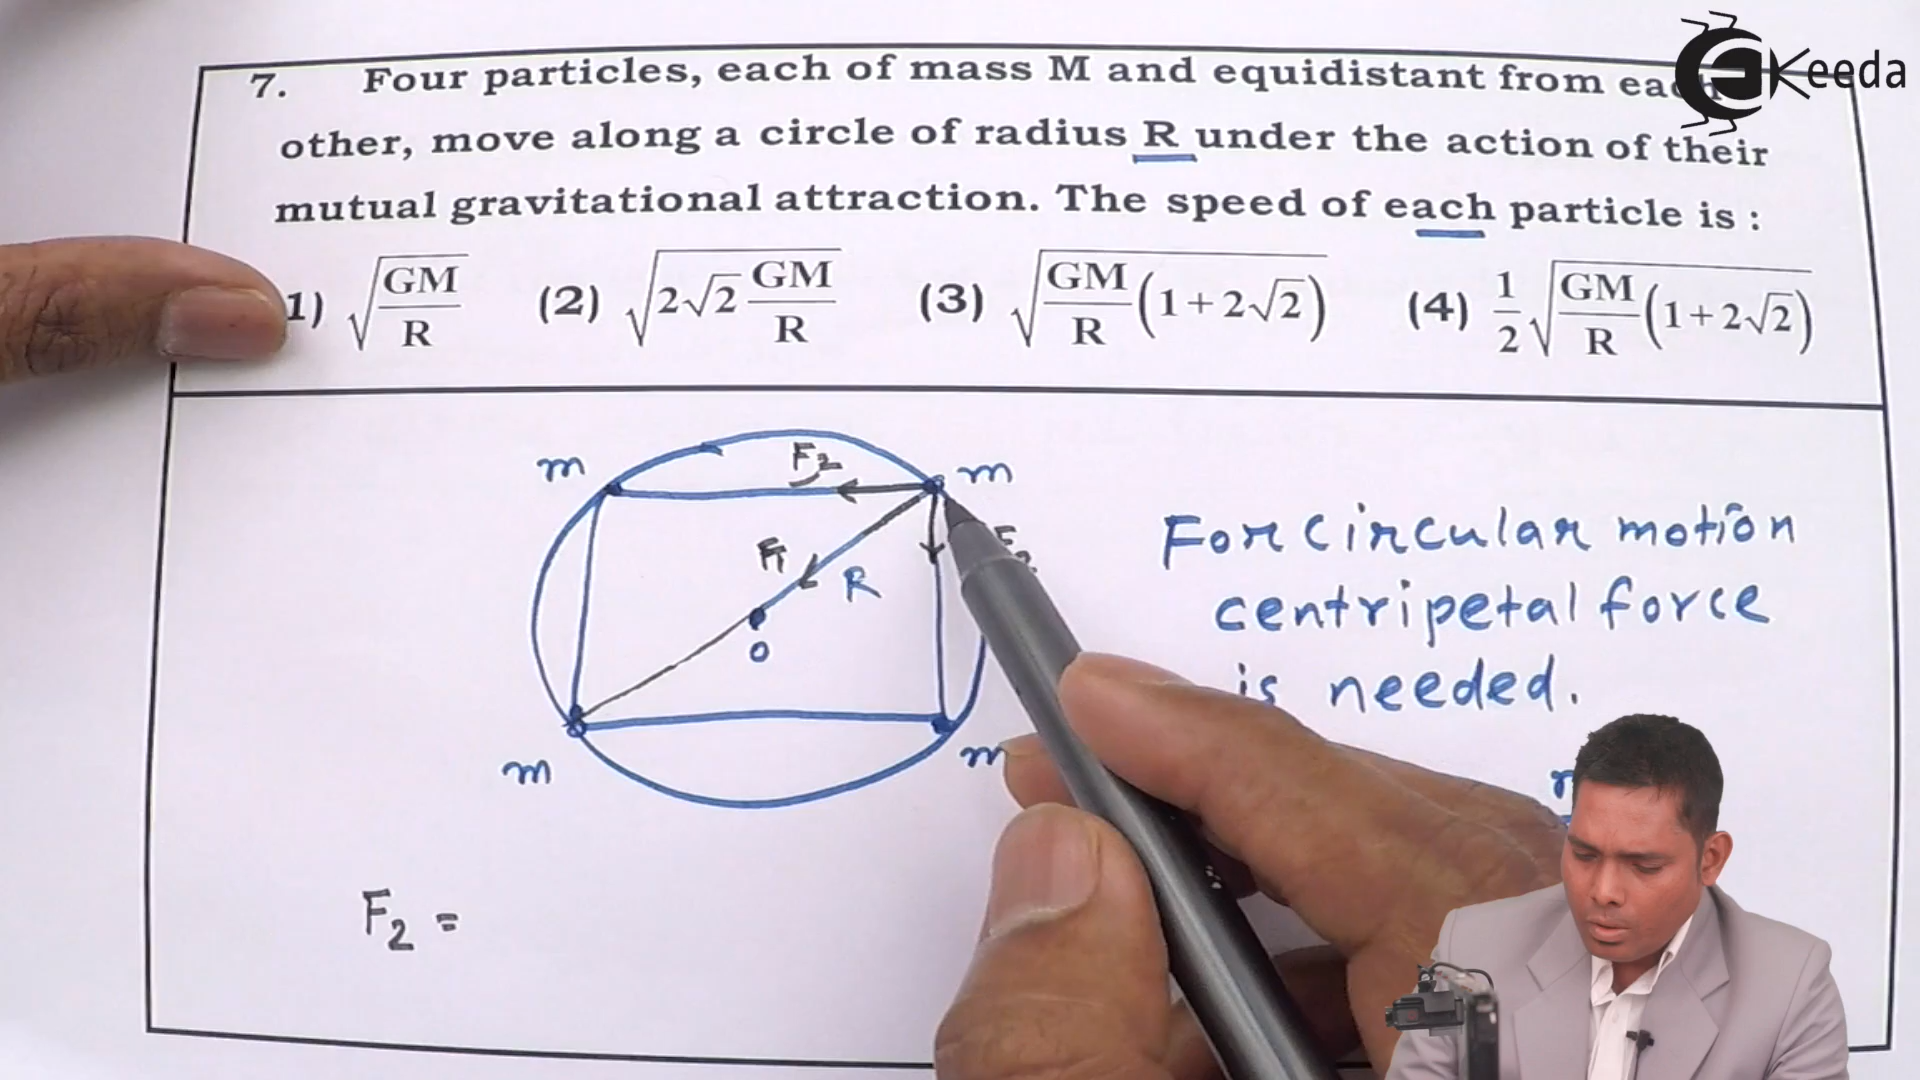 Keeda
7. Four particles, each of mass M and equidistant from each
other, move along a circle of radius R under the action of their
mutual gravitational attraction. The speed of each particle is :
1) √(GM/R) (2) √(2√2 GM/R) (3) √(GM/R (1+2√2)) (4) 1/2 √(GM/R (1+2√2))
m F2 m
F1 R
O
m m
For circular motion
centripetal force
is needed.
F2 =